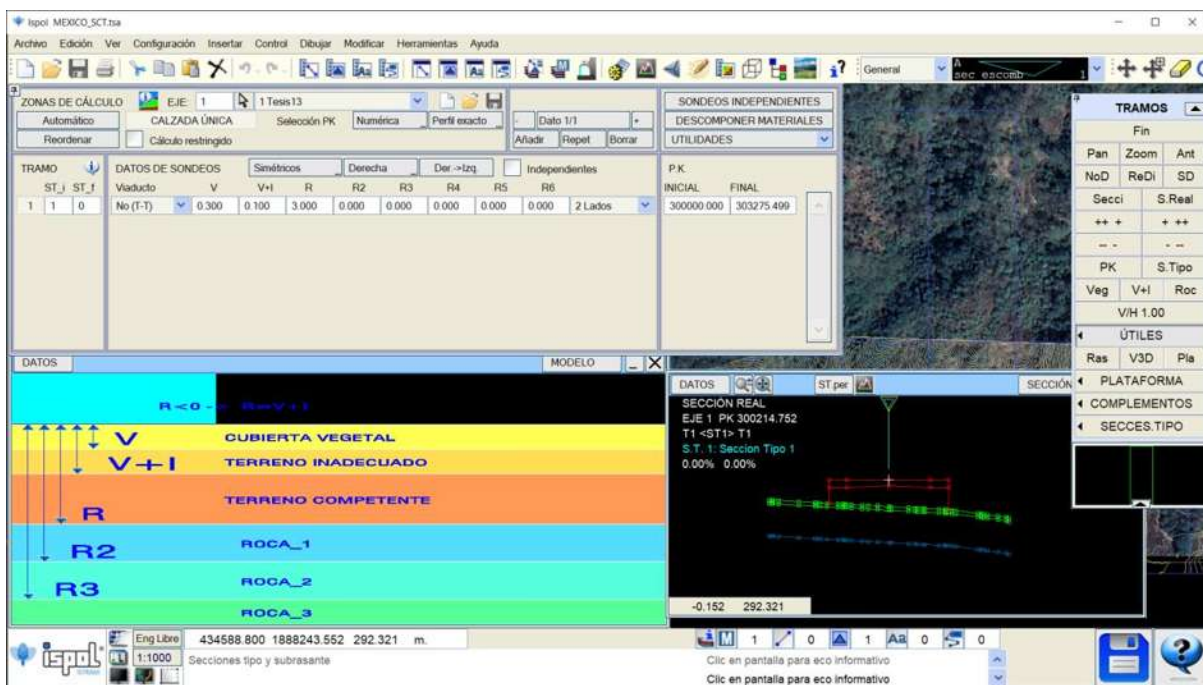 Ispol MEXICO_SCT.tsa
Archivo Edición Ver Configuración Insertar Control Dibujar Modificar Herramientas Ayuda
General A sec escomb 1
ZONAS DE CÁLCULO EJE: 1 1 Tesis13
Automático CALZADA ÚNICA Selección PK Numérica Perfil exacto - Dato 1/1 +
Reordenar Cálculo restringido Añadir Repet Borrar
SONDEOS INDEPENDIENTES
DESCOMPONER MATERIALES
UTILIDADES
TRAMO DATOS DE SONDEOS Simétricos Derecha Der->Izq Independientes P.K.
ST_i ST_f Viaducto V V+I R R2 R3 R4 R5 R6 INICIAL FINAL
1 1 0 No (T-T) 0.300 0.100 3.000 0.000 0.000 0.000 0.000 0.000 2 Lados 300000.000 303275.499
TRAMOS
Fin
Pan Zoom Ant
NoD ReDi SD
Secci S.Real
++ + + ++
-- - - --
PK S.Tipo
Veg V+I Roc
V/H 1.00
ÚTILES
Ras V3D Pla
PLATAFORMA
COMPLEMENTOS
SECCES.TIPO
DATOS MODELO
V CUBIERTA VEGETAL
V+I TERRENO INADECUADO
R TERRENO COMPETENTE
R2 ROCA_1
R3 ROCA_2
ROCA_3
DATOS ST.per SECCIÓN
SECCIÓN REAL
EJE 1 PK 300214.752
T1 <ST1> T1
S.T. 1: Seccion Tipo 1
0.00% 0.00%
-0.152 292.321
ispol
Eng Libre 434588.800 1888243.552 292.321 m. M 1 0 1 Aa 0 0
1:1000 Secciones tipo y subrasante Clic en pantalla para eco informativo
Clic en pantalla para eco informativo